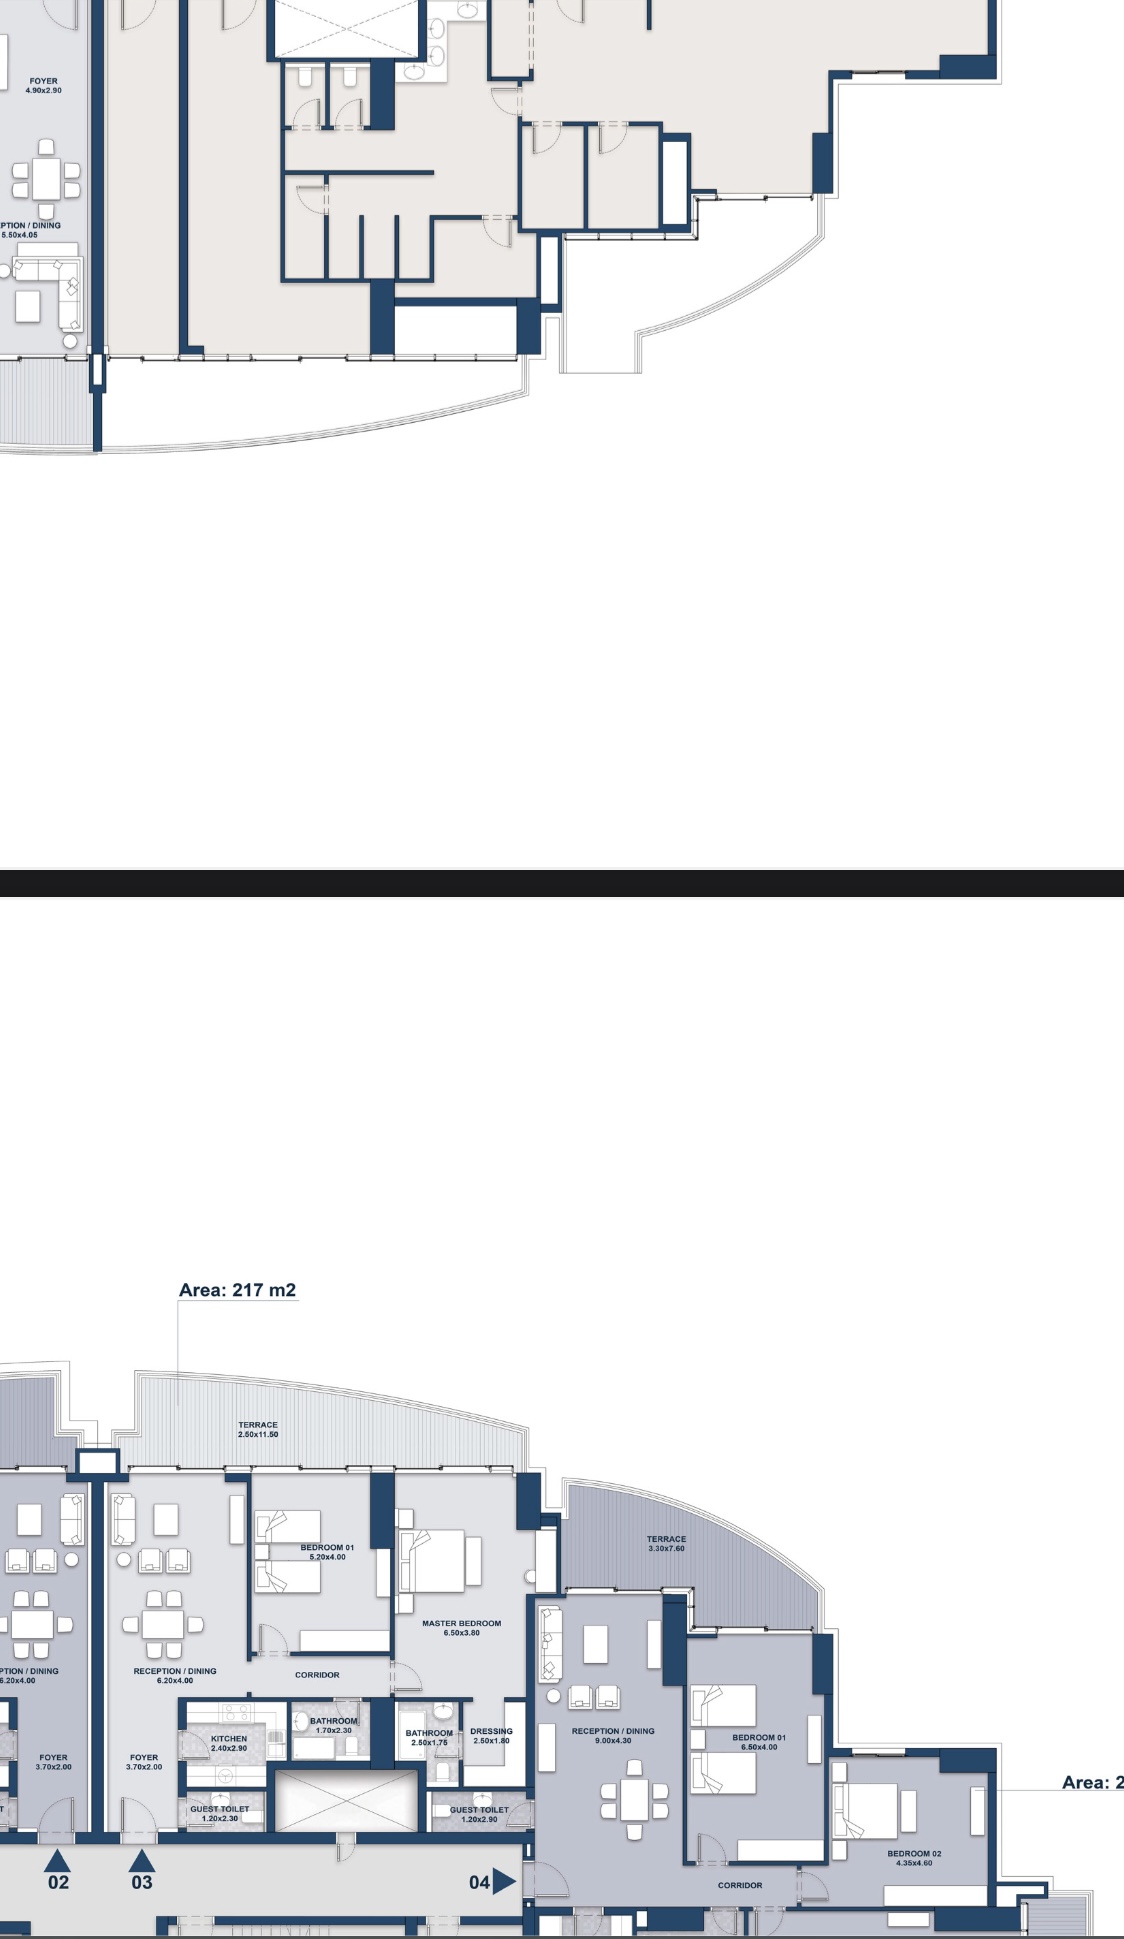 FOYER
4.90x2.90
PTION / DINING
5.50x4.05
Area: 217 m2
TERRACE
2.50x11.50
TERRACE
3.30x7.60
BEDROOM 01
5.20x4.00
MASTER BEDROOM
6.50x3.80
PTION / DINING
6.20x4.00
RECEPTION / DINING
6.20x4.00
CORRIDOR
BATHROOM
1.70x2.30
BATHROOM
2.50x1.75
DRESSING
2.50x1.80
RECEPTION / DINING
9.00x4.30
BEDROOM 01
6.50x4.00
KITCHEN
2.40x2.90
FOYER
3.70x2.00
FOYER
3.70x2.00
Area: 2
T
GUEST TOILET
1.20x2.30
GUEST TOILET
1.20x2.90
BEDROOM 02
4.35x4.60
02
03
04
CORRIDOR